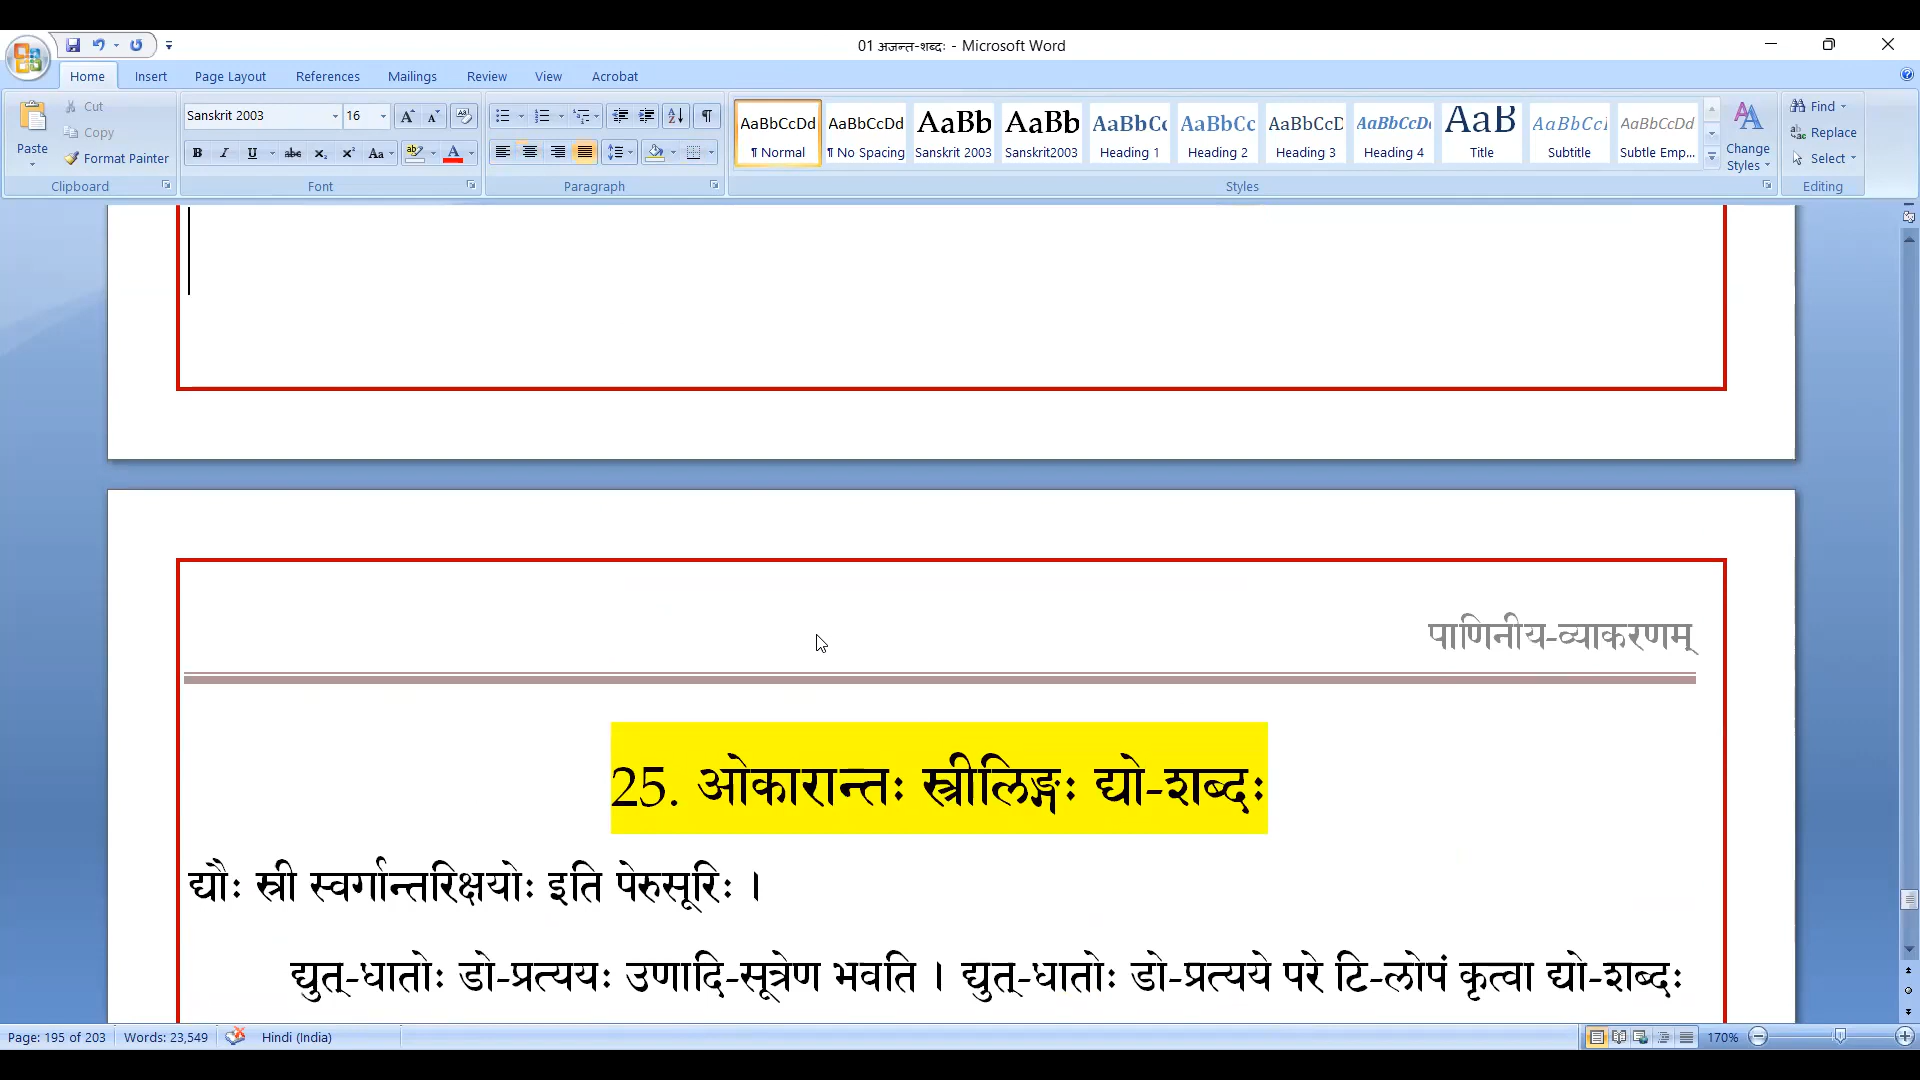 01 अजन्त-शब्दः - Microsoft Word
Home Insert Page Layout References Mailings Review View Acrobat
Paste
Cut
Copy
Format Painter
Clipboard
Sanskrit 2003 16
Font
Paragraph
AaBbCcDd AaBbCcDd AaBb AaBb AaBbCc AaBbCc AaBbCcD AaBbCcD AaB AaBbCcI AaBbCcDd
¶ Normal ¶ No Spacing Sanskrit 2003 Sanskrit2003 Heading 1 Heading 2 Heading 3 Heading 4 Title Subtitle Subtle Emp...
Styles
Change Styles
Find
Replace
Select
Editing
पाणिनीय-व्याकरणम्
25. ओकारान्तः स्त्रीलिङ्गः द्यो-शब्दः
द्यौः स्त्री स्वर्गान्तरिक्षयोः इति पेरुसूरिः ।
द्युत्-धातोः डो-प्रत्ययः उणादि-सूत्रेण भवति । द्युत्-धातोः डो-प्रत्यये परे टि-लोपं कृत्वा द्यो-शब्दः
Page: 195 of 203 Words: 23,549 Hindi (India) 170%